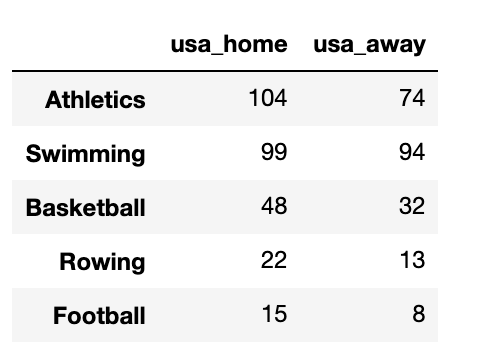 usa_home usa_away
Athletics 104 74
Swimming 99 94
Basketball 48 32
Rowing 22 13
Football 15 8